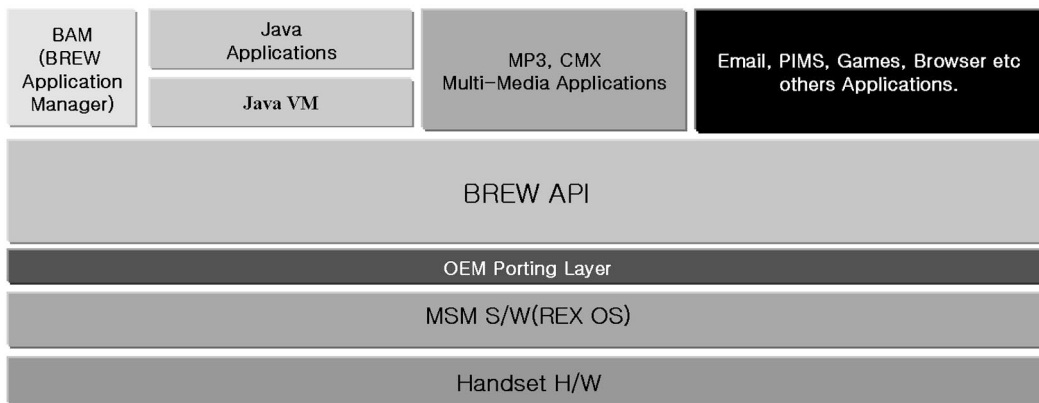 BAM
(BREW
Application
Manager)
Java
Applications
Java VM
MP3, CMX
Multi-Media Applications
Email, PIMS, Games, Browser etc
others Applications.
BREW API
OEM Porting Layer
MSM S/W(REX OS)
Handset H/W